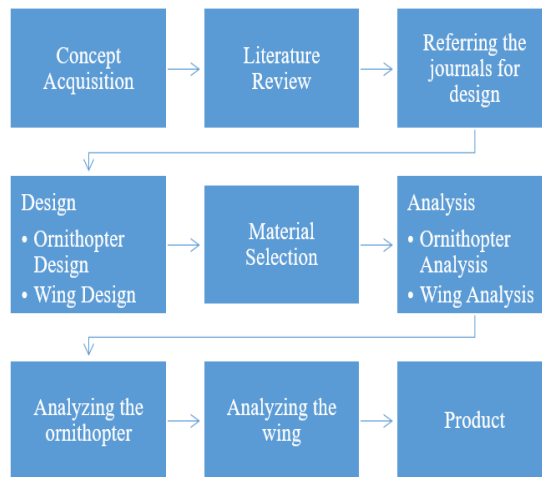 Concept
Acquisition
Literature
Review
Referring the
journals for
design
Design
• Ornithopter
Design
• Wing Design
Material
Selection
Analysis
• Ornithopter
Analysis
• Wing Analysis
Analyzing the
ornithopter
Analyzing the
wing
Product